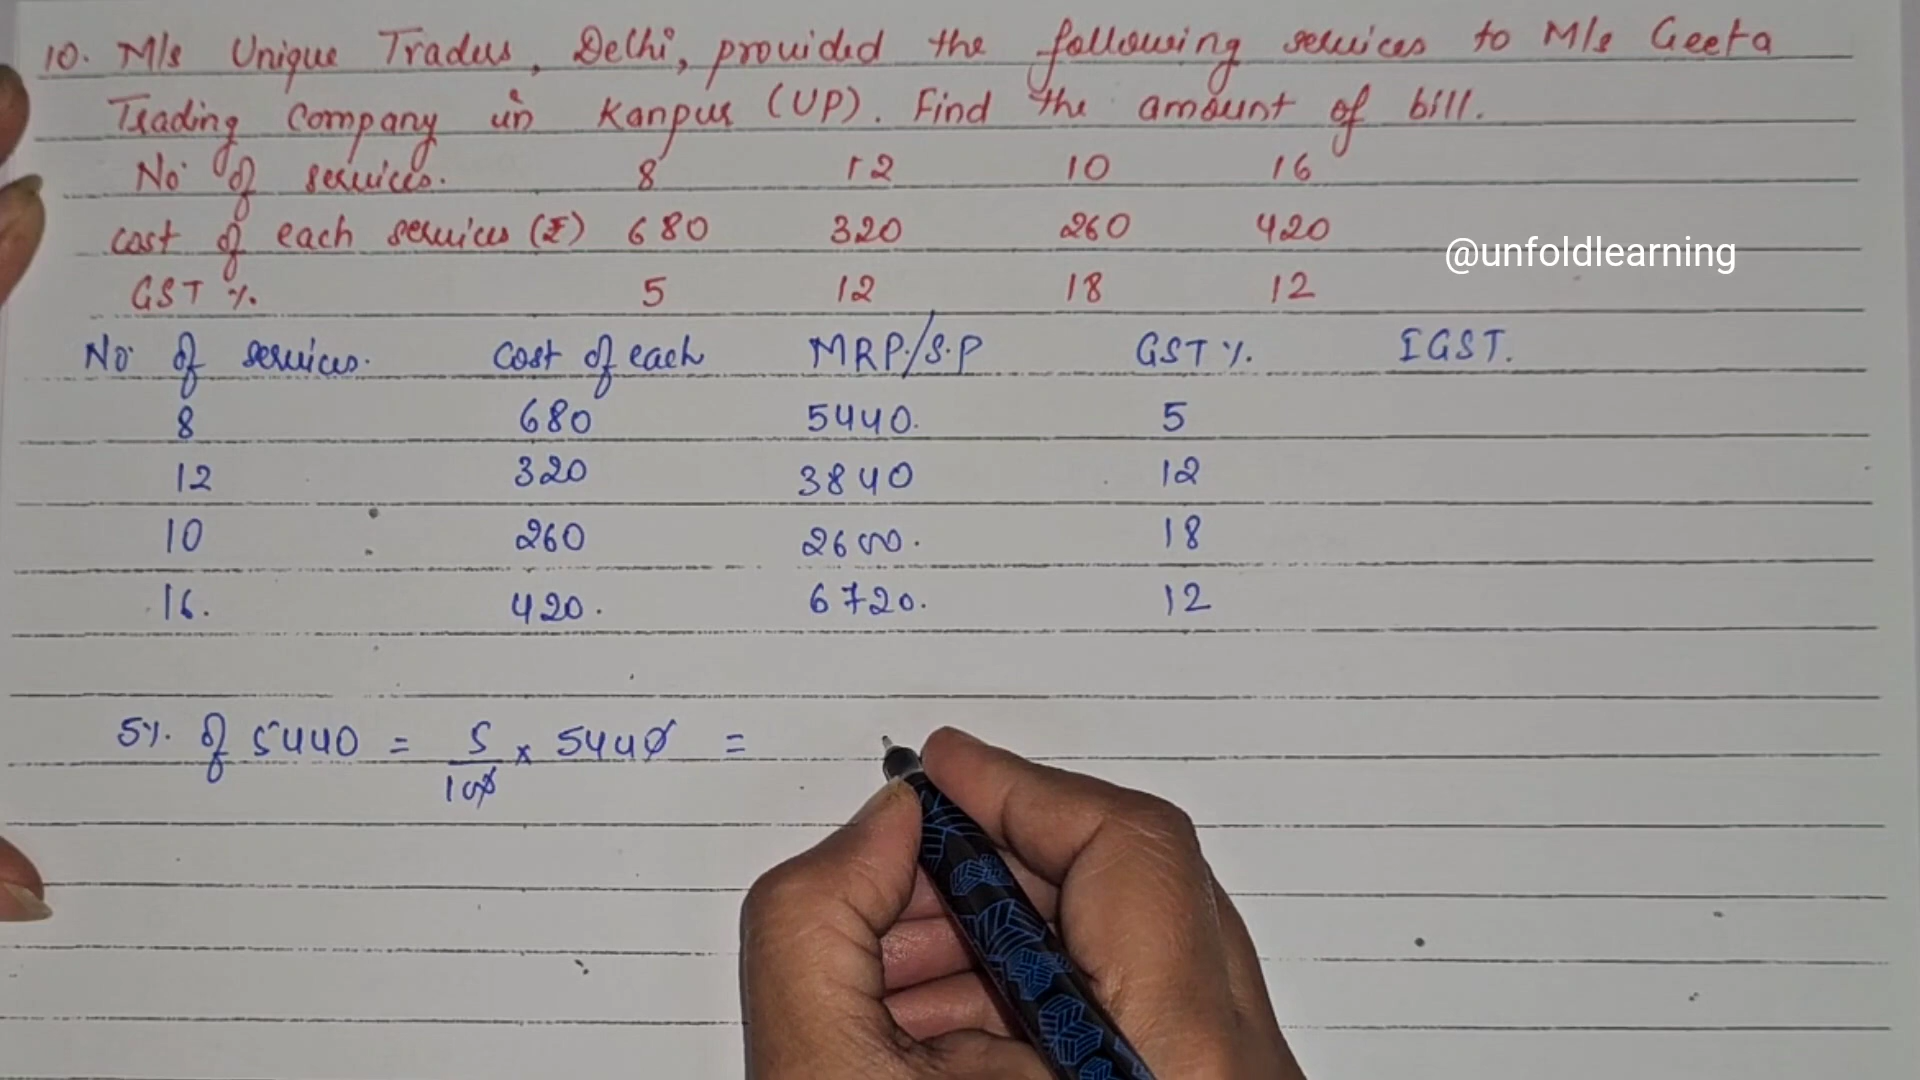 10. M/s Unique Traders, Delhi, provided the following services to M/s Geeta
Trading Company in Kanpur (UP). Find the amount of bill.
No. of services. 8 12 10 16
Cost of each services (₹) 680 320 260 420
@unfoldlearning
GST %. 5 12 18 12
No. of services. Cost of each MRP/S.P GST %. IGST.
8 680 5440. 5
12 320 3840 12
10 260 2600. 18
16. 420. 6720. 12
5%. of 5440 = 5/100 x 5440 =